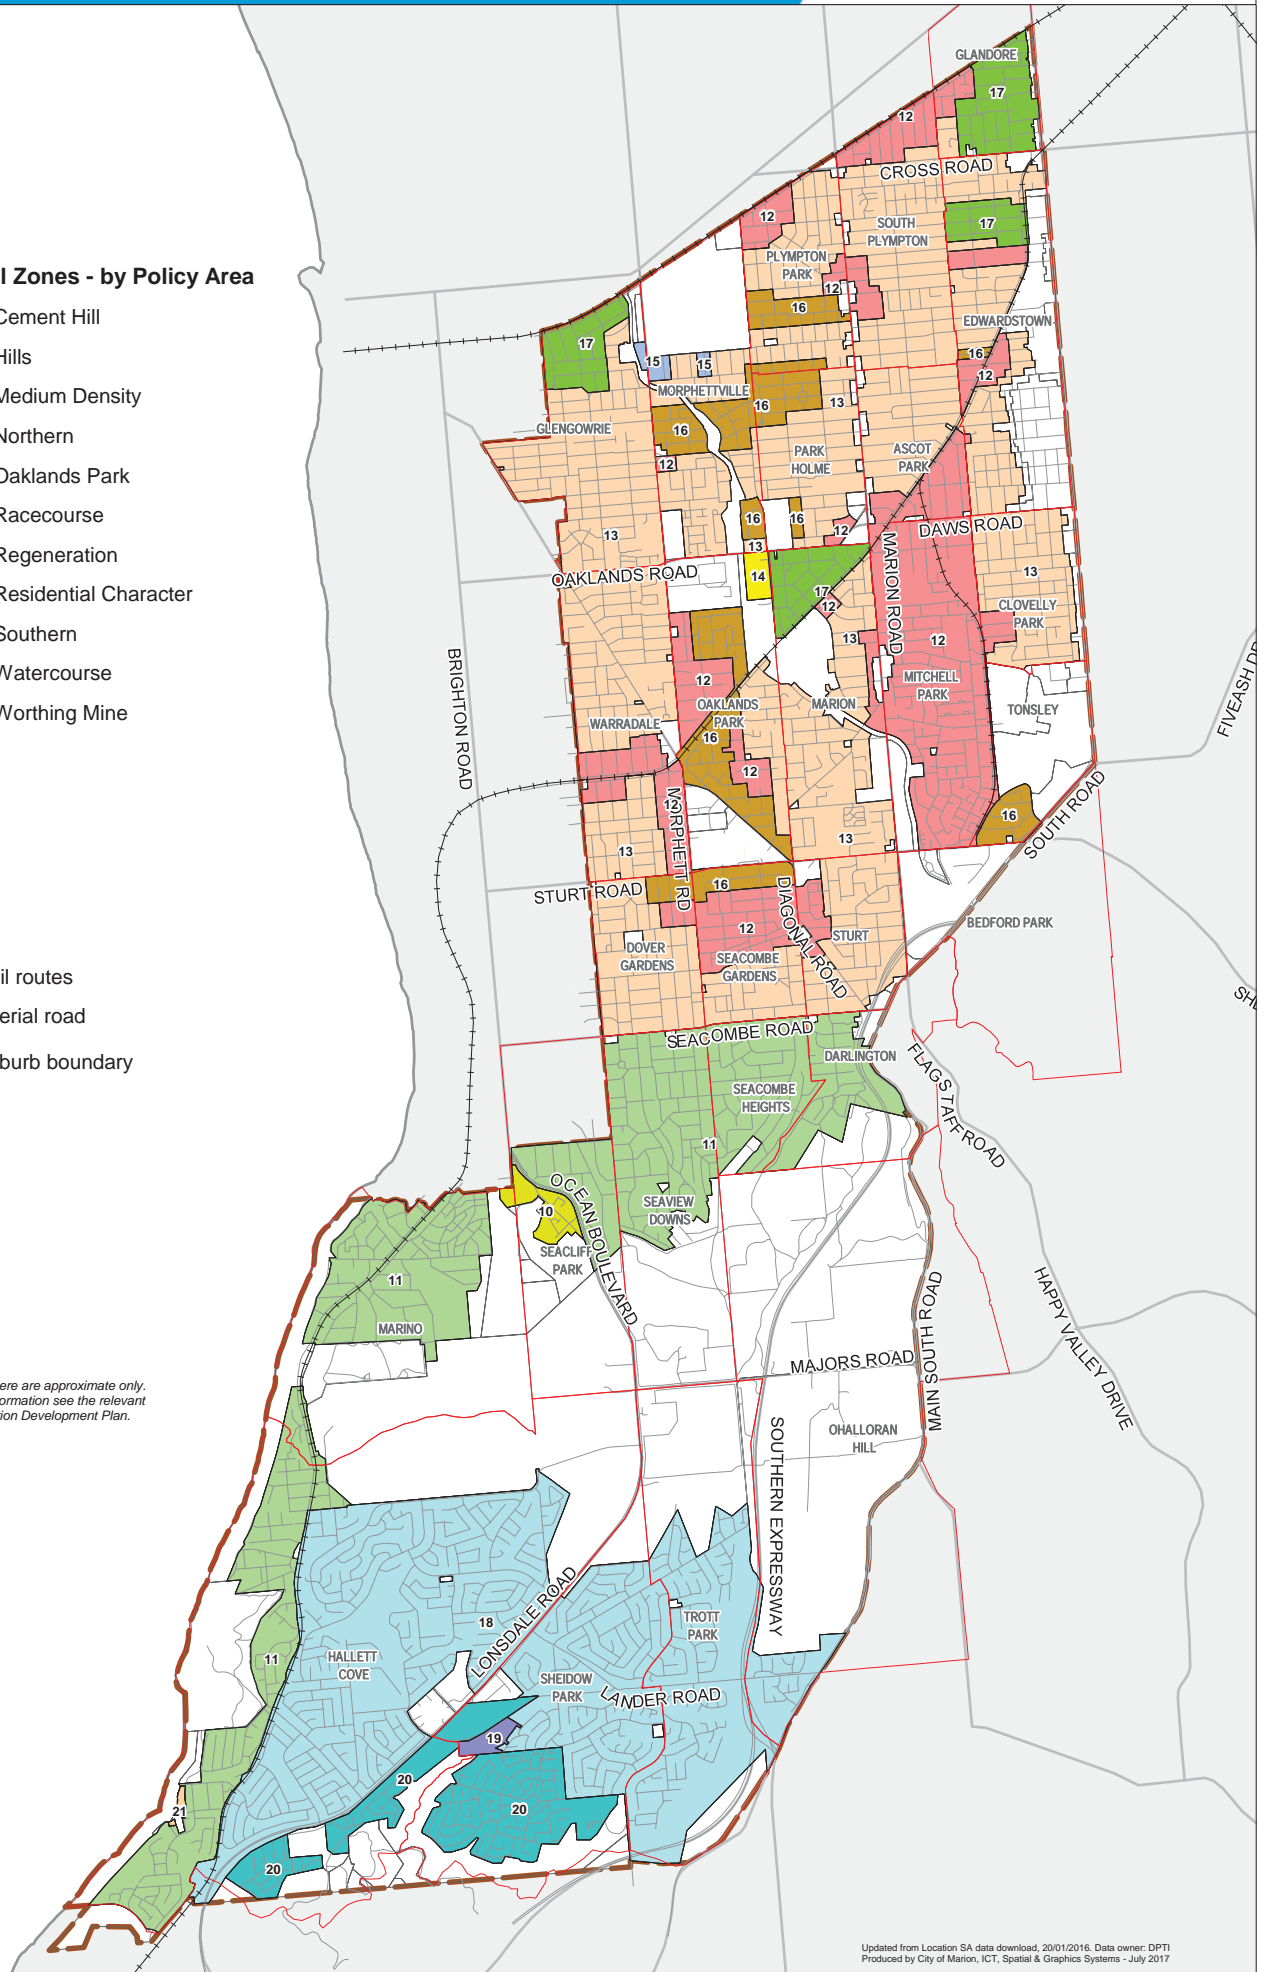 l Zones - by Policy Area
Cement Hill
Hills
Medium Density
Northern
Oaklands Park
Racecourse
Regeneration
Residential Character
Southern
Watercourse
Worthing Mine
il routes
erial road
burb boundary
ere are approximate only.
formation see the relevant
ion Development Plan.
GLANDORE
17
12
CROSS ROAD
12
SOUTH
PLYMPTON
17
PLYMPTON
PARK
12
16
EDWARDSTOWN
17
15
15
16
12
MORPHETTVILLE
16
13
GLENGOWRIE
16
PARK
HOLME
ASCOT
PARK
12
16
16
12
DAWS ROAD
13
13
OAKLANDS ROAD
14
MARION ROAD
13
17
12
CLOVELLY
PARK
13
12
BRIGHTON ROAD
12
MITCHELL
PARK
FIVEASH DR
OAKLANDS
PARK
MARION
TONSLEY
WARRADALE
16
12
12
MORPHETT RD
16
SOUTH ROAD
13
13
STURT ROAD
16
DIAGONAL ROAD
12
BEDFORD PARK
DOVER
GARDENS
SEACOMBE
GARDENS
STURT
SEACOMBE ROAD
DARLINGTON
FLAGSTAFF ROAD
SEACOMBE
HEIGHTS
11
OCEAN BOULEVARD
SEAVIEW
DOWNS
10
SEACLIFF
PARK
11
MARINO
MAIN SOUTH ROAD
HAPPY VALLEY DRIVE
MAJORS ROAD
SOUTHERN EXPRESSWAY
OHALLORAN
HILL
LONSDALE ROAD
18
TROTT
PARK
11
HALLETT
COVE
SHEIDOW
PARK
LANDER ROAD
19
20
20
21
20
Updated from Location SA data download, 20/01/2016. Data owner: DPTI
Produced by City of Marion, ICT, Spatial & Graphics Systems - July 2017